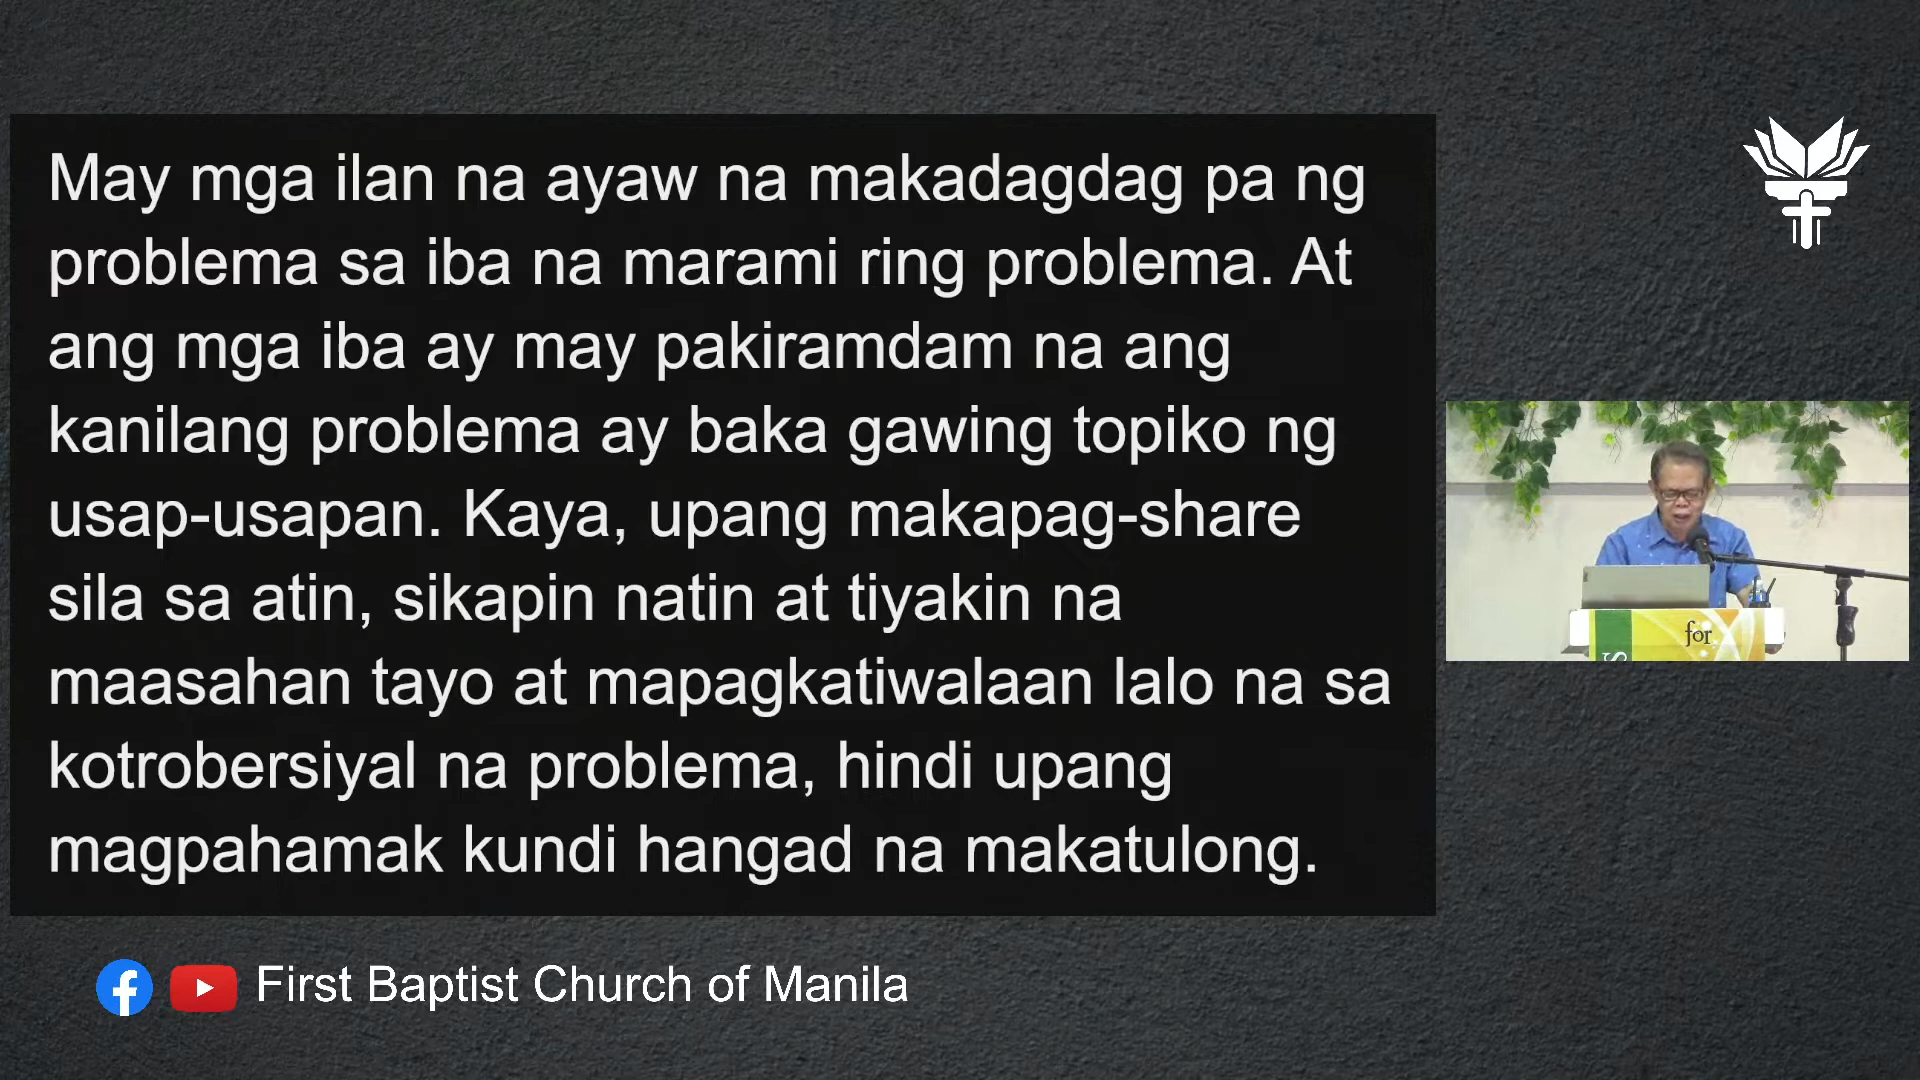 May mga ilan na ayaw na makadagdag pa ng
problema sa iba na marami ring problema. At
ang mga iba ay may pakiramdam na ang
kanilang problema ay baka gawing topiko ng
usap-usapan. Kaya, upang makapag-share
sila sa atin, sikapin natin at tiyakin na
maasahan tayo at mapagkatiwalaan lalo na sa
kotrobersiyal na problema, hindi upang
magpahamak kundi hangad na makatulong.
for
S
First Baptist Church of Manila